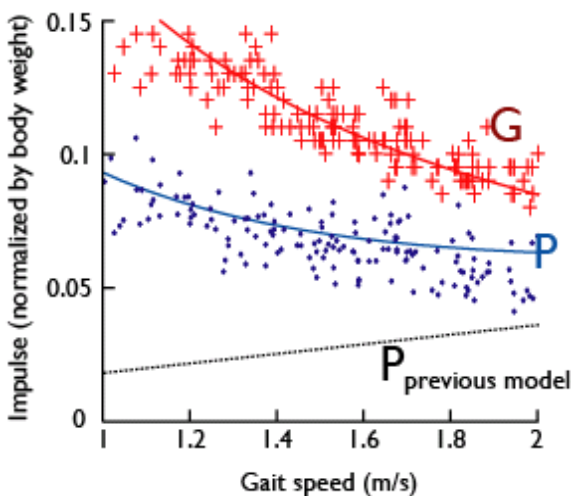 Impulse (normalized by body weight)
0.15
0.1
0.05
0
G
P
P previous model
1
1.2
1.4
1.6
1.8
2
Gait speed (m/s)